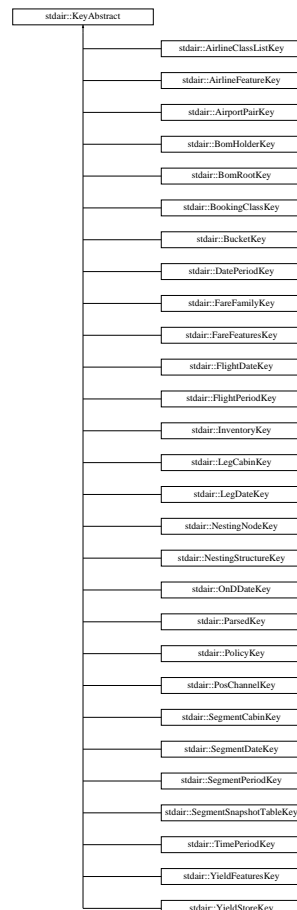 stdair::KeyAbstract
stdair::AirlineClassListKey
stdair::AirlineFeatureKey
stdair::AirportPairKey
stdair::BomHolderKey
stdair::BomRootKey
stdair::BookingClassKey
stdair::BucketKey
stdair::DatePeriodKey
stdair::FareFamilyKey
stdair::FareFeaturesKey
stdair::FlightDateKey
stdair::FlightPeriodKey
stdair::InventoryKey
stdair::LegCabinKey
stdair::LegDateKey
stdair::NestingNodeKey
stdair::NestingStructureKey
stdair::OnDDateKey
stdair::ParsedKey
stdair::PolicyKey
stdair::PosChannelKey
stdair::SegmentCabinKey
stdair::SegmentDateKey
stdair::SegmentPeriodKey
stdair::SegmentSnapshotTableKey
stdair::TimePeriodKey
stdair::YieldFeaturesKey
stdair::YieldStoreKey